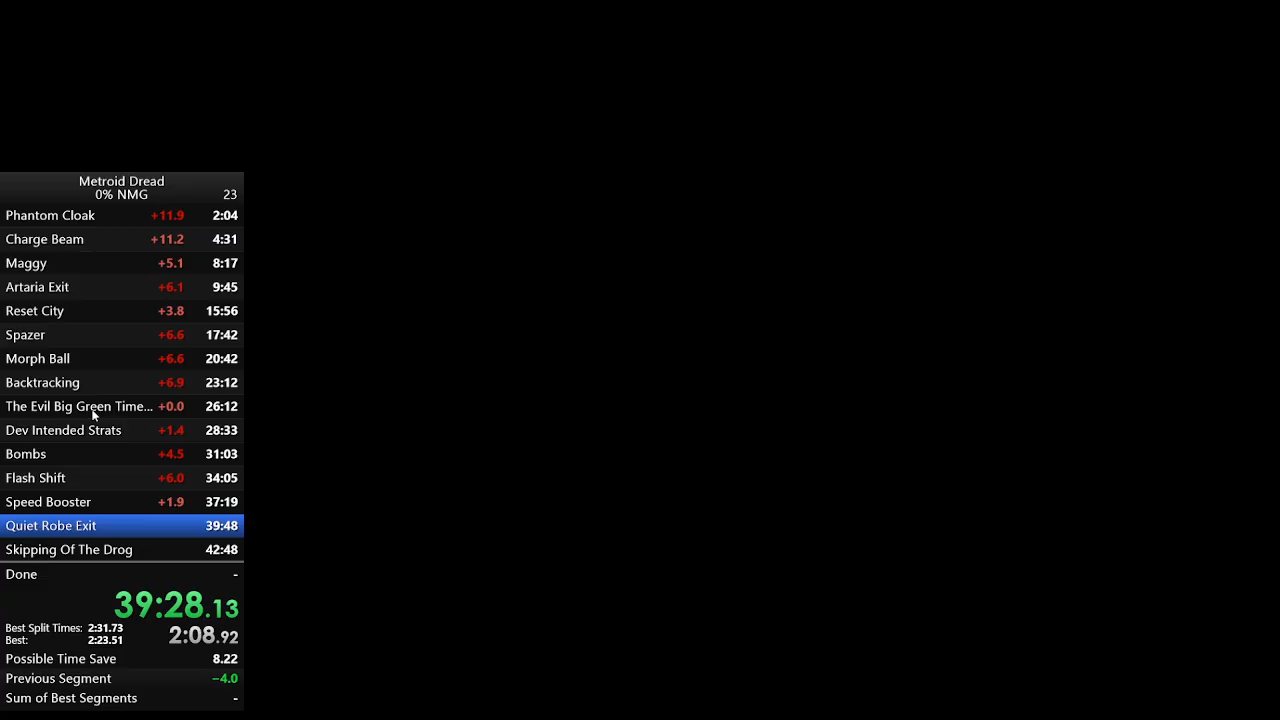 Metroid Dread
0% NMG 23
Phantom Cloak +11.9 2:04
Charge Beam +11.2 4:31
Maggy +5.1 8:17
Artaria Exit +6.1 9:45
Reset City +3.8 15:56
Spazer +6.6 17:42
Morph Ball +6.6 20:42
Backtracking +6.9 23:12
The Evil Big Green Time... +0.0 26:12
Dev Intended Strats +1.4 28:33
Bombs +4.5 31:03
Flash Shift +6.0 34:05
Speed Booster +1.9 37:19
Quiet Robe Exit 39:48
Skipping Of The Drog 42:48
Done -
39:28.13
Best Split Times: 2:31.73
Best: 2:23.51 2:08.92
Possible Time Save 8.22
Previous Segment −4.0
Sum of Best Segments -